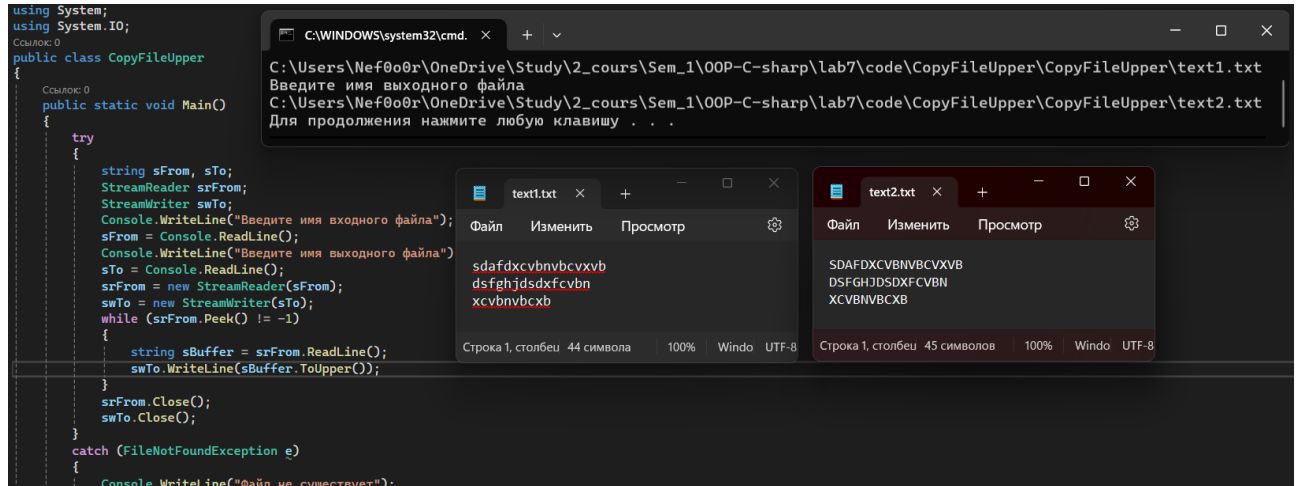 using System;
using System.IO;
Ссылок: 0
public class CopyFileUpper
{
Ссылок: 0
public static void Main()
{
try
{
string sFrom, sTo;
StreamReader srFrom;
StreamWriter swTo;
Console.WriteLine("Введите имя входного файла");
sFrom = Console.ReadLine();
Console.WriteLine("Введите имя выходного файла")
sTo = Console.ReadLine();
srFrom = new StreamReader(sFrom);
swTo = new StreamWriter(sTo);
while (srFrom.Peek() != -1)
{
string sBuffer = srFrom.ReadLine();
swTo.WriteLine(sBuffer.ToUpper());
}
srFrom.Close();
swTo.Close();
}
catch (FileNotFoundException e)
{
Console.WriteLine("Файл не существует");
C:\WINDOWS\system32\cmd.
C:\Users\Nef0o0r\OneDrive\Study\2_cours\Sem_1\OOP-C-sharp\lab7\code\CopyFileUpper\CopyFileUpper\text1.txt
Введите имя выходного файла
C:\Users\Nef0o0r\OneDrive\Study\2_cours\Sem_1\OOP-C-sharp\lab7\code\CopyFileUpper\CopyFileUpper\text2.txt
Для продолжения нажмите любую клавишу . . .
text1.txt
Файл Изменить Просмотр
sdafdxcvbnvbcvxvb
dsfghjdsdxfcvbn
xcvbnvbcxb
Строка 1, столбец 44 символа 100% Windo UTF-8
text2.txt
Файл Изменить Просмотр
SDAFDXCVBNVBCVXVB
DSFGHJDSDXFCVBN
XCVBNVBCXB
Строка 1, столбец 45 символов 100% Windo UTF-8